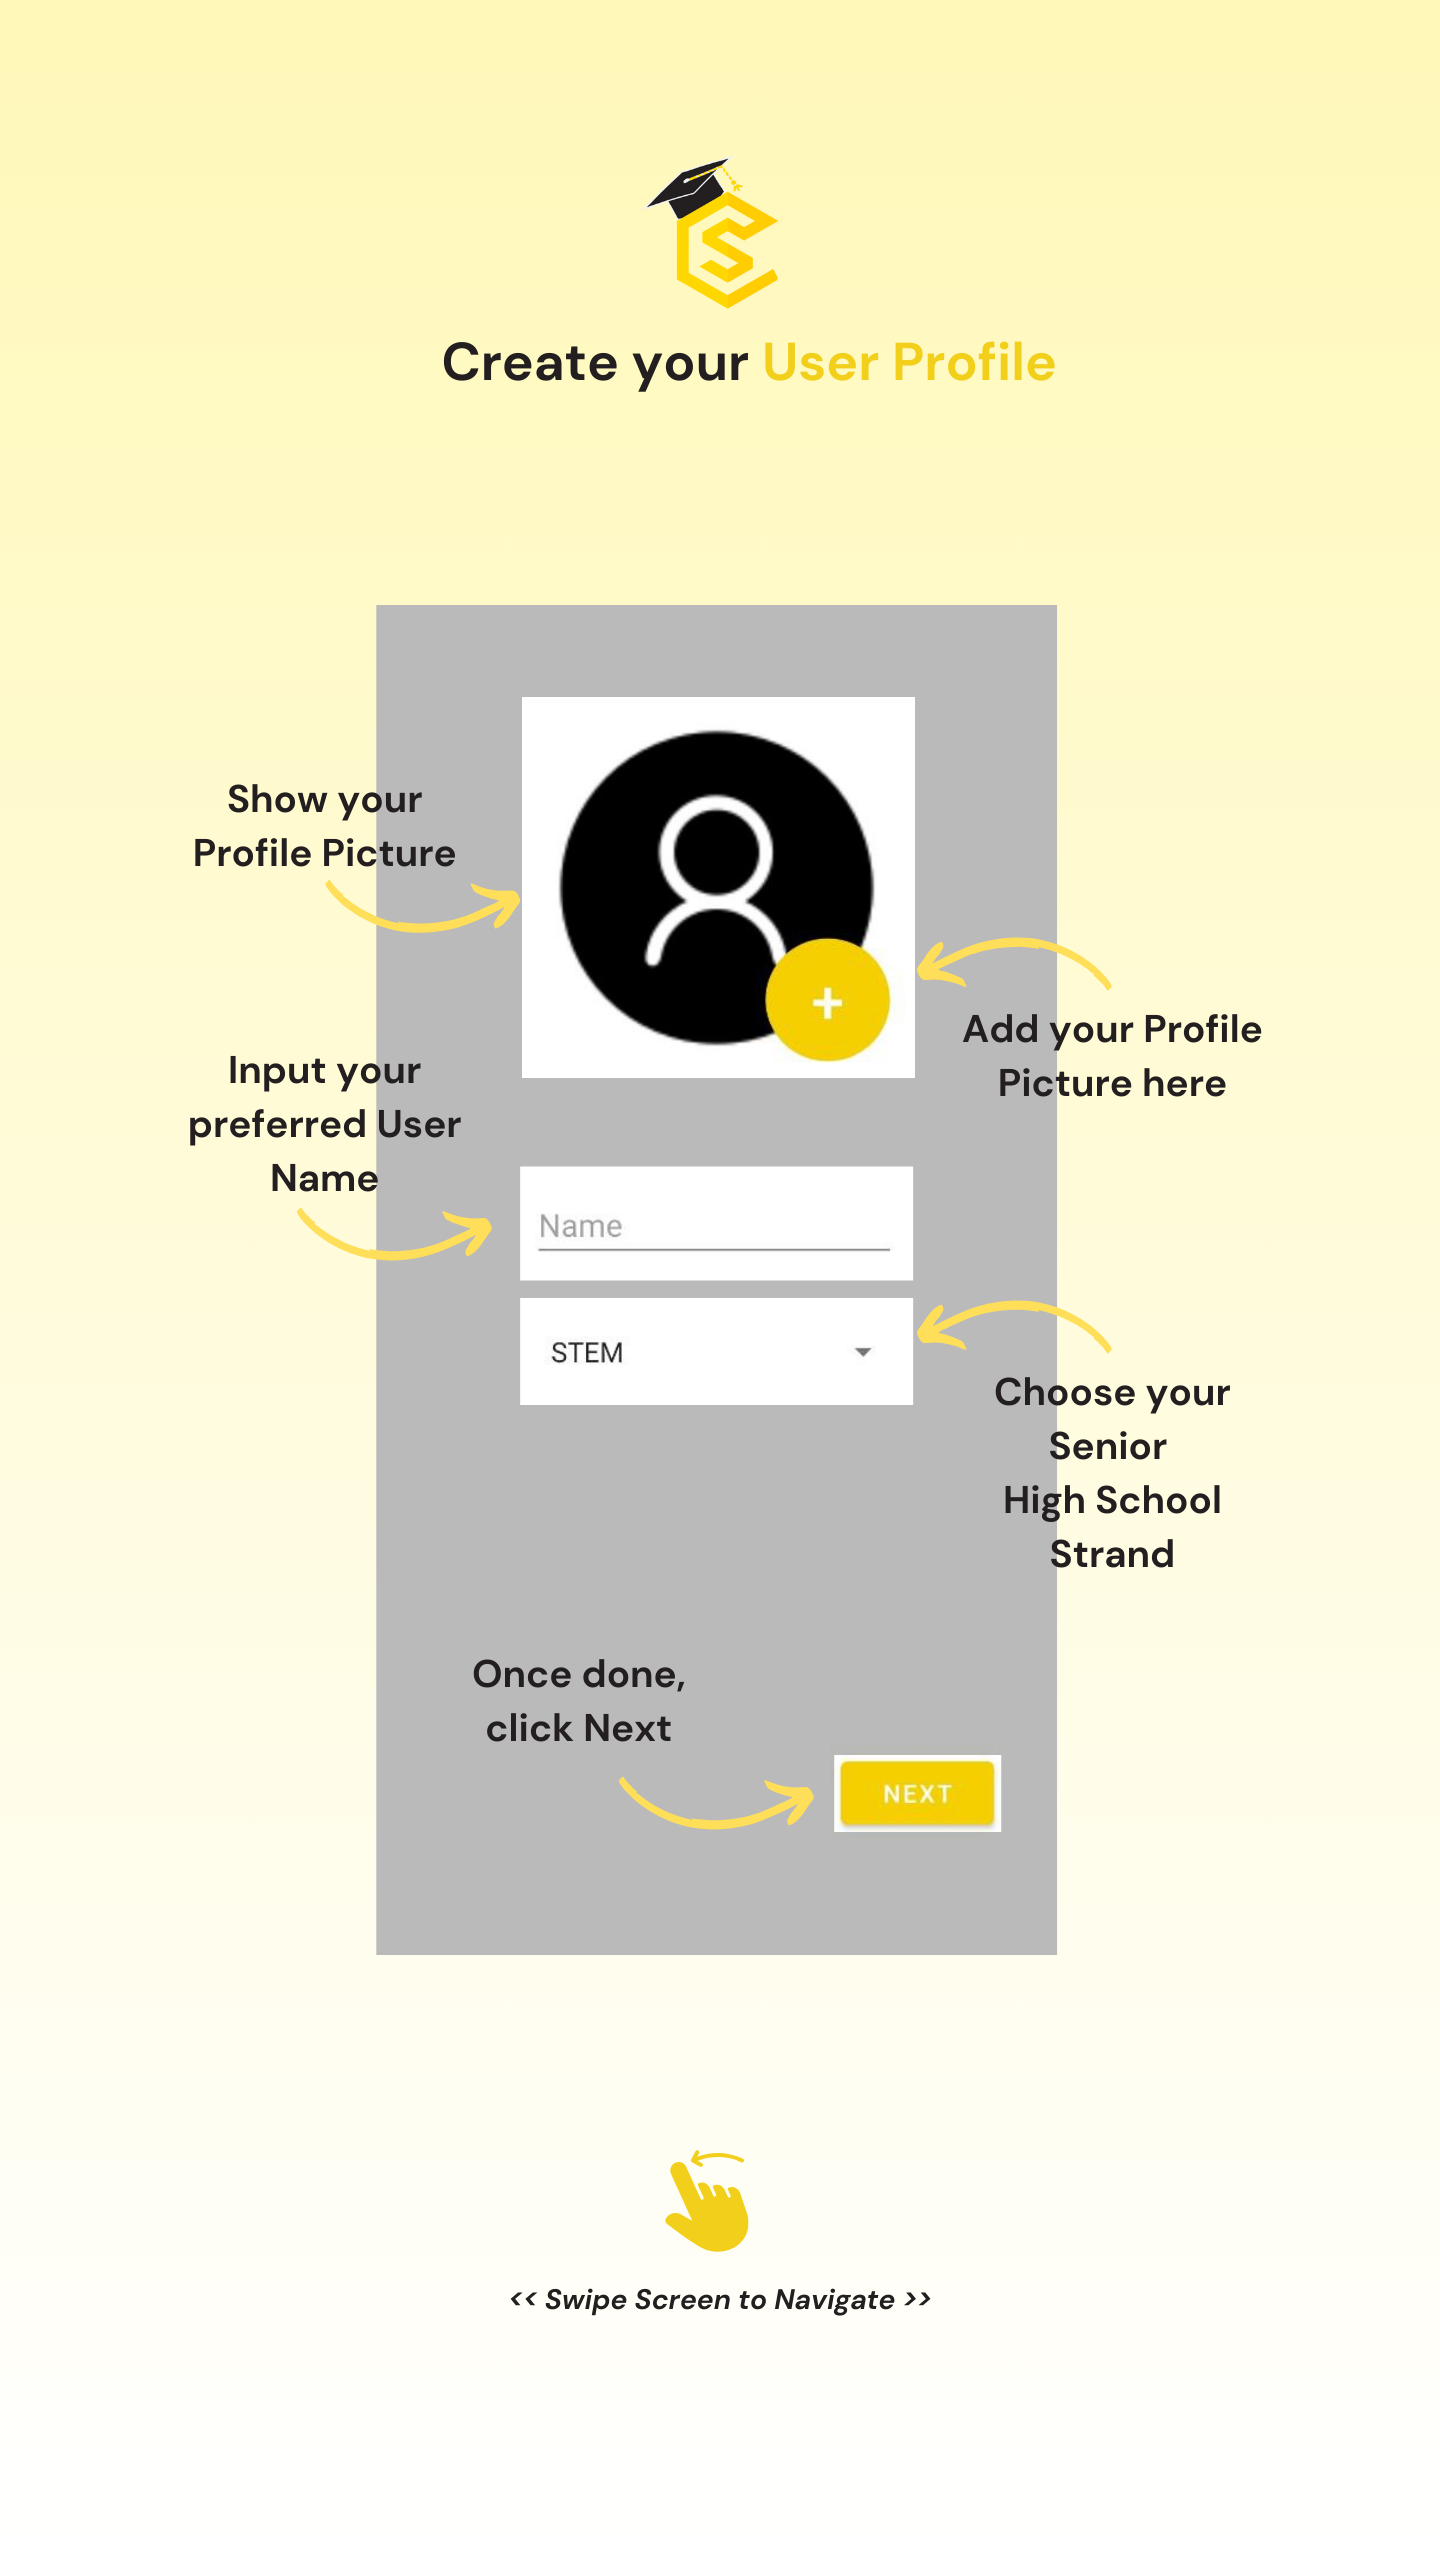 Create your User Profile
Show your
Profile Picture
Add your Profile
Picture here
Input your
preferred User
Name
Name
STEM
Choose your
Senior
High School
Strand
Once done,
click Next
NEXT
<< Swipe Screen to Navigate >>